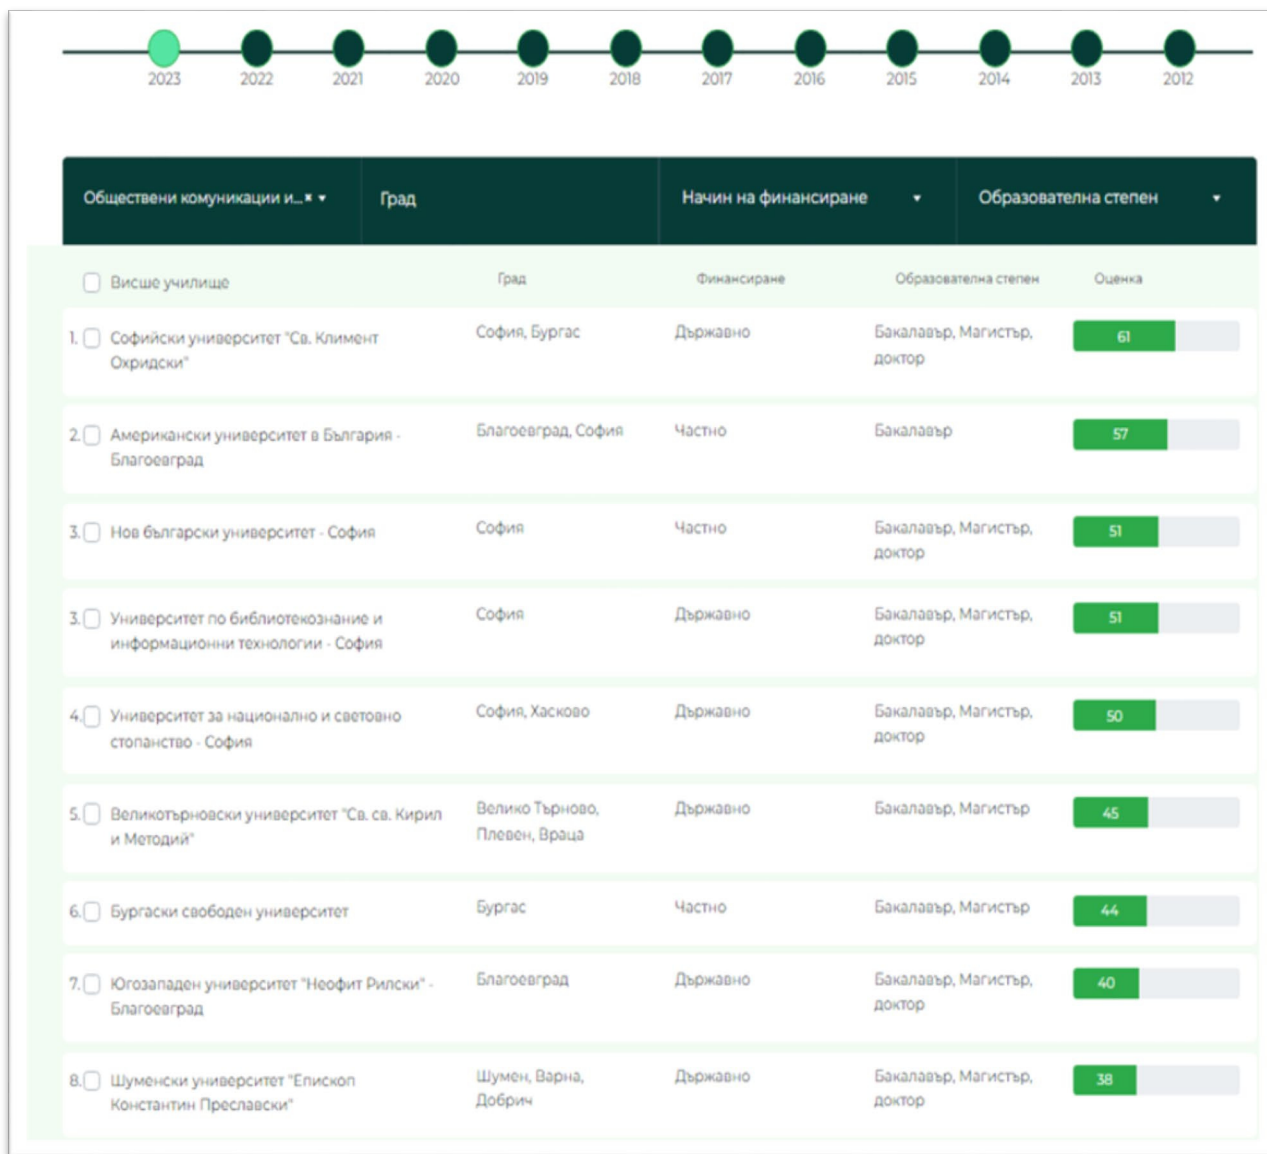 2023 2022 2021 2020 2019 2018 2017 2016 2015 2014 2013 2012
Обществени комуникации и...× ▾ Град Начин на финансиране ▾ Образователна степен ▾
Висше училище Град Финансиране Образователна степен Оценка
1. Софийски университет "Св. Климент София, Бургас Държавно Бакалавър, Магистър, 61
Охридски" доктор
2. Американски университет в България - Благоевград, София Частно Бакалавър 57
Благоевград
3. Нов български университет - София София Частно Бакалавър, Магистър, 51
доктор
3. Университет по библиотекознание и София Държавно Бакалавър, Магистър, 51
информационни технологии - София доктор
4. Университет за национално и световно София, Хасково Държавно Бакалавър, Магистър, 50
стопанство - София доктор
5. Великотърновски университет "Св. св. Кирил Велико Търново, Държавно Бакалавър, Магистър 45
и Методий" Плевен, Враца
6. Бургаски свободен университет Бургас Частно Бакалавър, Магистър 44
7. Югозападен университет "Неофит Рилски" - Благоевград Държавно Бакалавър, Магистър, 40
Благоевград доктор
8. Шуменски университет "Епископ Шумен, Варна, Държавно Бакалавър, Магистър, 38
Константин Преславски" Добрич доктор